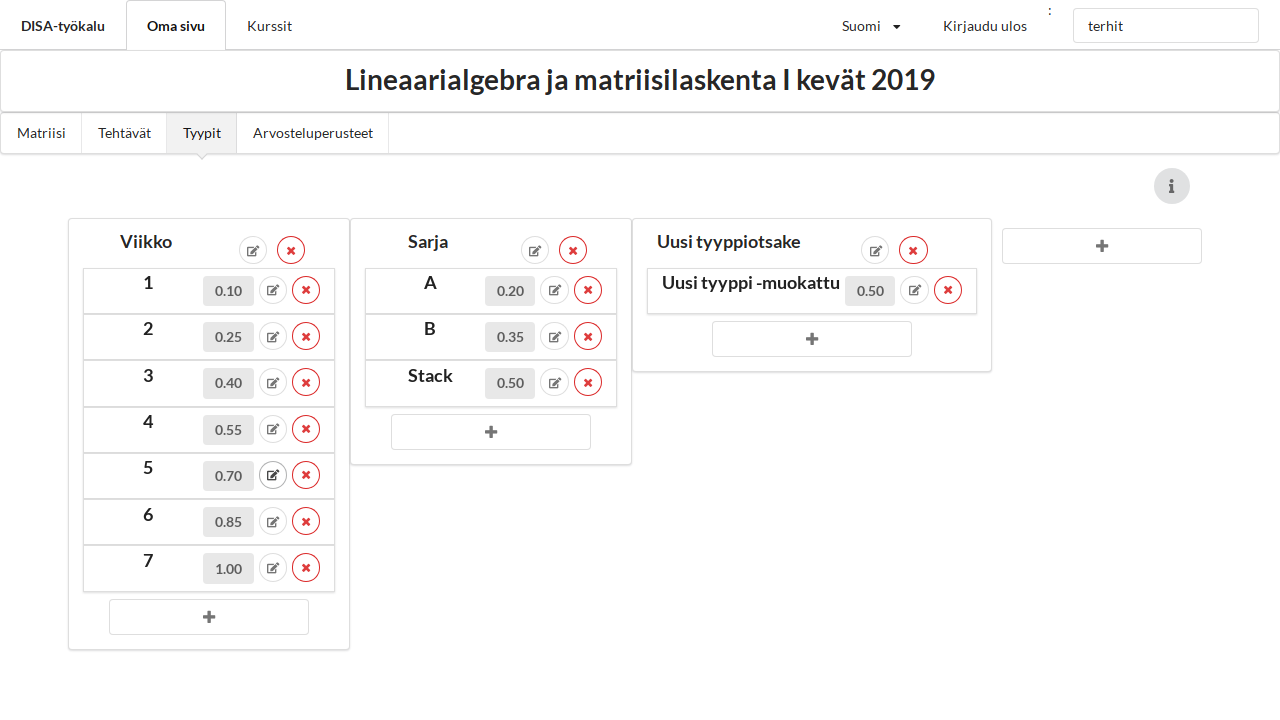 DISA-työkalu Oma sivu Kurssit Suomi Kirjaudu ulos : terhit
Lineaarialgebra ja matriisilaskenta I kevät 2019
Matriisi Tehtävät Tyypit Arvosteluperusteet
Viikko
1 0.10
2 0.25
3 0.40
4 0.55
5 0.70
6 0.85
7 1.00
Sarja
A 0.20
B 0.35
Stack 0.50
Uusi tyyppiotsake
Uusi tyyppi -muokattu 0.50